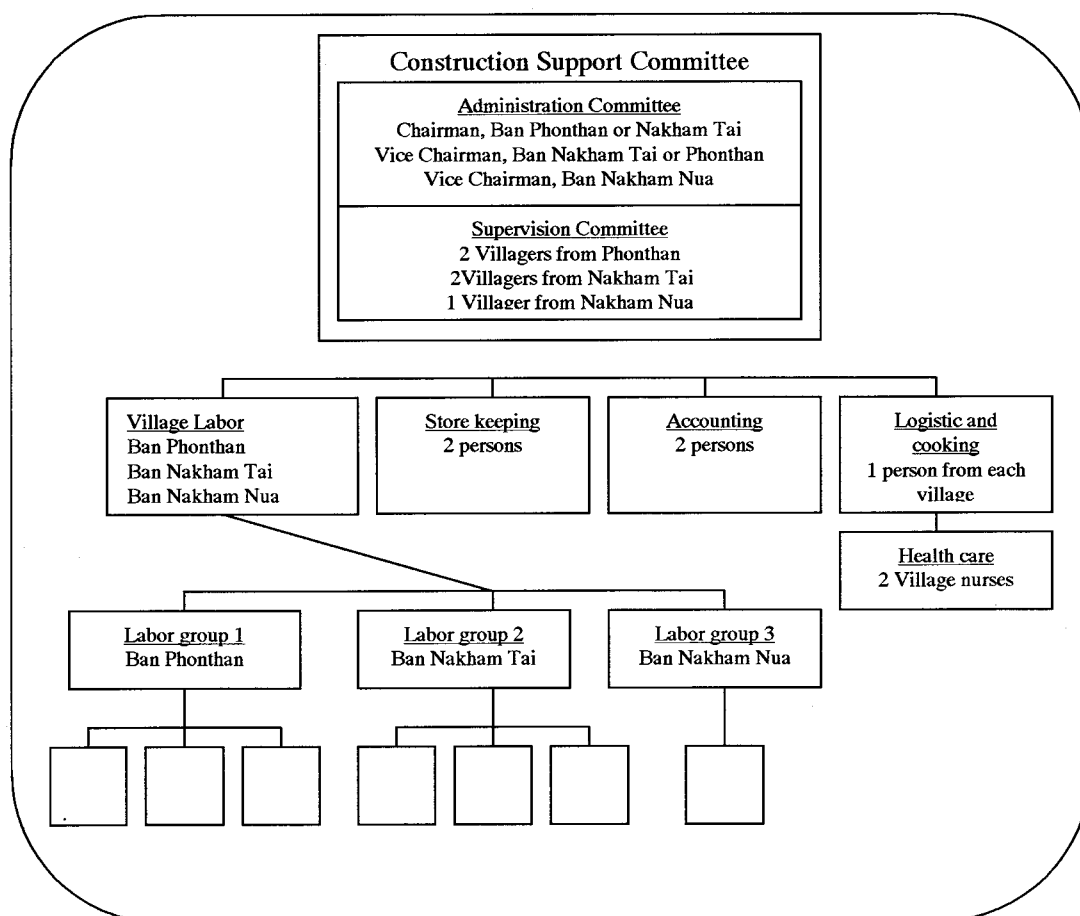 Construction Support Committee
Administration Committee
Chairman, Ban Phonthan or Nakham Tai
Vice Chairman, Ban Nakham Tai or Phonthan
Vice Chairman, Ban Nakham Nua
Supervision Committee
2 Villagers from Phonthan
2Villagers from Nakham Tai
1 Villager from Nakham Nua
Village Labor
Ban Phonthan
Ban Nakham Tai
Ban Nakham Nua
Store keeping
2 persons
Accounting
2 persons
Logistic and
cooking
1 person from each
village
Health care
2 Village nurses
Labor group 1
Ban Phonthan
Labor group 2
Ban Nakham Tai
Labor group 3
Ban Nakham Nua